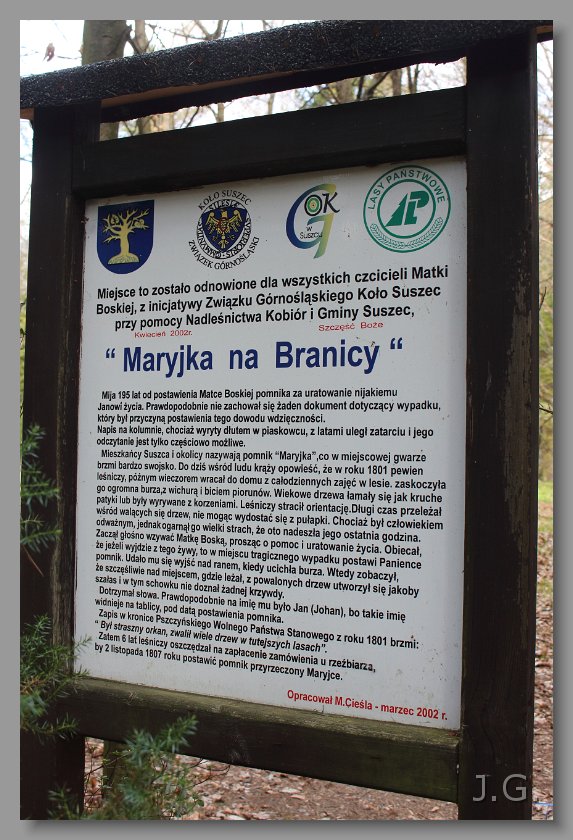 KOŁO SUSZEC
ZWIĄZEK GÓRNOŚLĄSKI
GOK
w Suszcu
LASY PAŃSTWOWE
Miejsce to zostało odnowione dla wszystkich czcicieli Matki
Boskiej, z inicjatywy Związku Górnośląskiego Koło Suszec
przy pomocy Nadleśnictwa Kobiór i Gminy Suszec,
Kwiecień 2002r. Szczęść Boże
“ Maryjka na Branicy “
Mija 195 lat od postawienia Matce Boskiej pomnika za uratowanie nijakiemu
Janowi życia. Prawdopodobnie nie zachował się żaden dokument dotyczący wypadku,
który był przyczyną postawienia tego dowodu wdzięczności.
Napis na kolumnie, chociaż wyryty dłutem w piaskowcu, z latami uległ zatarciu i jego
odczytanie jest tylko częściowo możliwe.
Mieszkańcy Suszca i okolicy nazywają pomnik “Maryjka”,co w miejscowej gwarze
brzmi bardzo swojsko. Do dziś wśród ludu krąży opowieść, że w roku 1801 pewien
leśniczy, późnym wieczorem wracał do domu z całodziennych zajęć w lesie. zaskoczyła
go ogromna burza,z wichurą i biciem piorunów. Wiekowe drzewa łamały się jak kruche
patyki lub były wyrywane z korzeniami. Leśniczy stracił orientację.Długi czas przeleżał
wśród walących się drzew, nie mogąc wydostać się z pułapki. Chociaż był człowiekiem
odważnym, jednak ogarnął go wielki strach, że oto nadeszła jego ostatnia godzina.
Zaczął głośno wzywać Matkę Boską, prosząc o pomoc i uratowanie życia. Obiecał,
że jeżeli wyjdzie z tego żywy, to w miejscu tragicznego wypadku postawi Panience
pomnik. Udało mu się wyjść nad ranem, kiedy ucichła burza. Wtedy zobaczył,
że szczęśliwie nad miejscem, gdzie leżał, z powalonych drzew utworzył się jakoby
szałas i w tym schowku nie doznał żadnej krzywdy.
Dotrzymał słowa. Prawdopodobnie na imię mu było Jan (Johan), bo takie imię
widnieje na tablicy, pod datą postawienia pomnika.
Zapis w kronice Pszczyńskiego Wolnego Państwa Stanowego z roku 1801 brzmi:
“ Był straszny orkan, zwalił wiele drzew w tutejszych lasach”.
Zatem 6 lat leśniczy oszczędzał na zapłacenie zamówienia u rzeźbiarza,
by 2 listopada 1807 roku postawić pomnik przyrzeczony Maryjce.
Opracował M.Cieśla - marzec 2002 r.
J.G